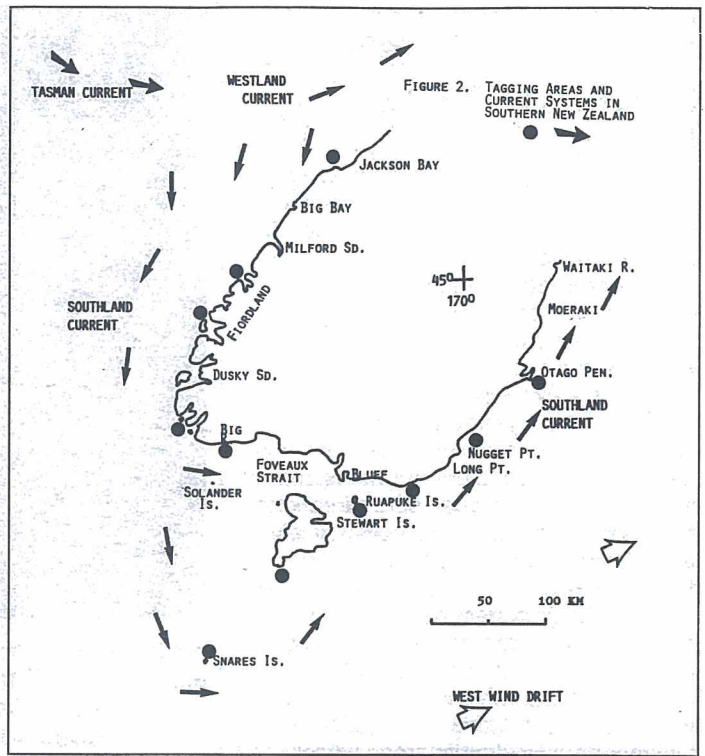 FIGURE 2. TAGGING AREAS AND
CURRENT SYSTEMS IN
SOUTHERN NEW ZEALAND
TASMAN CURRENT
WESTLAND
CURRENT
JACKSON BAY
BIG BAY
MILFORD SD.
WAITAKI R.
45º
170º
MOERAKI
FIORDLAND
SOUTHLAND
CURRENT
DUSKY SD.
OTAGO PEN.
SOUTHLAND
CURRENT
BIG
NUGGET PT.
LONG PT.
FOVEAUX
STRAIT
BLUFF
SOLANDER
IS.
RUAPUKE IS.
STEWART IS.
50 100 KM
SNARES IS.
WEST WIND DRIFT